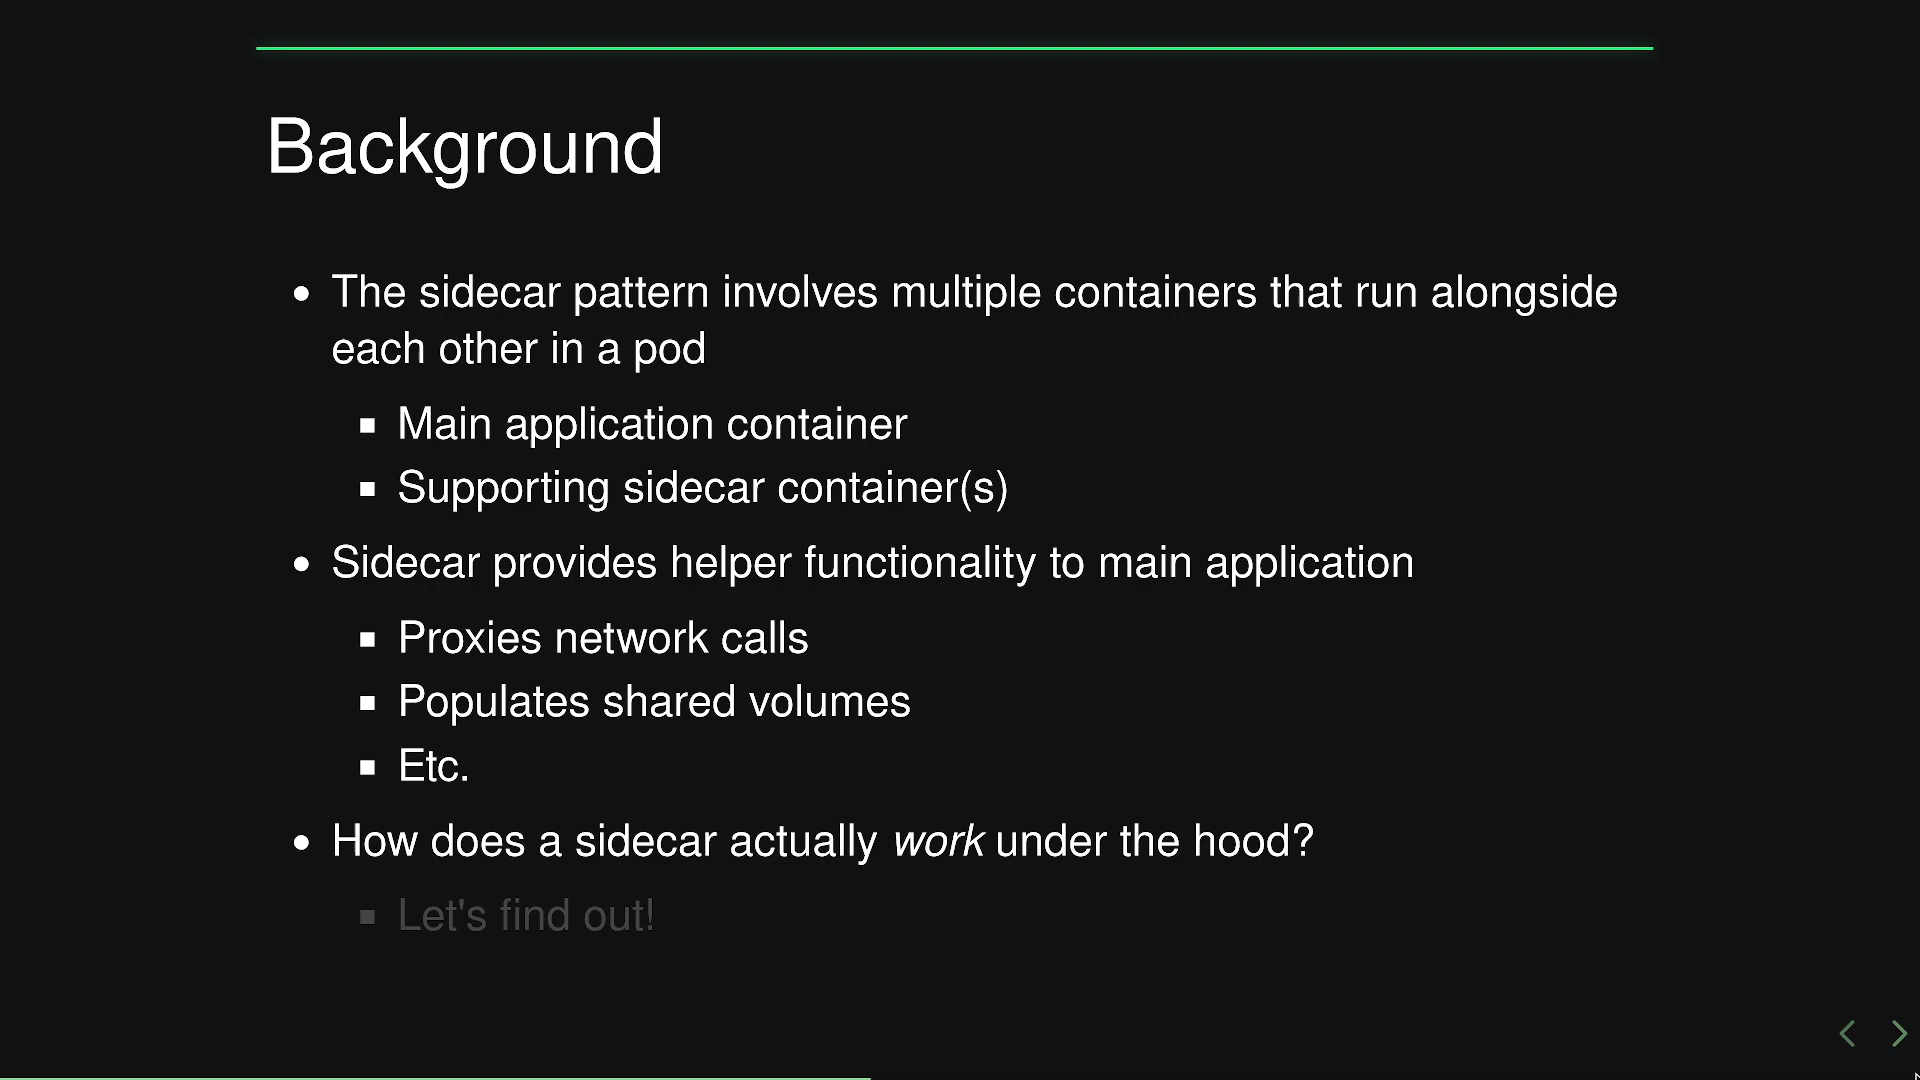 Background
The sidecar pattern involves multiple containers that run alongside
each other in a pod
Main application container
Supporting sidecar container(s)
Sidecar provides helper functionality to main application
Proxies network calls
Populates shared volumes
Etc.
How does a sidecar actually work under the hood?
Let's find out!